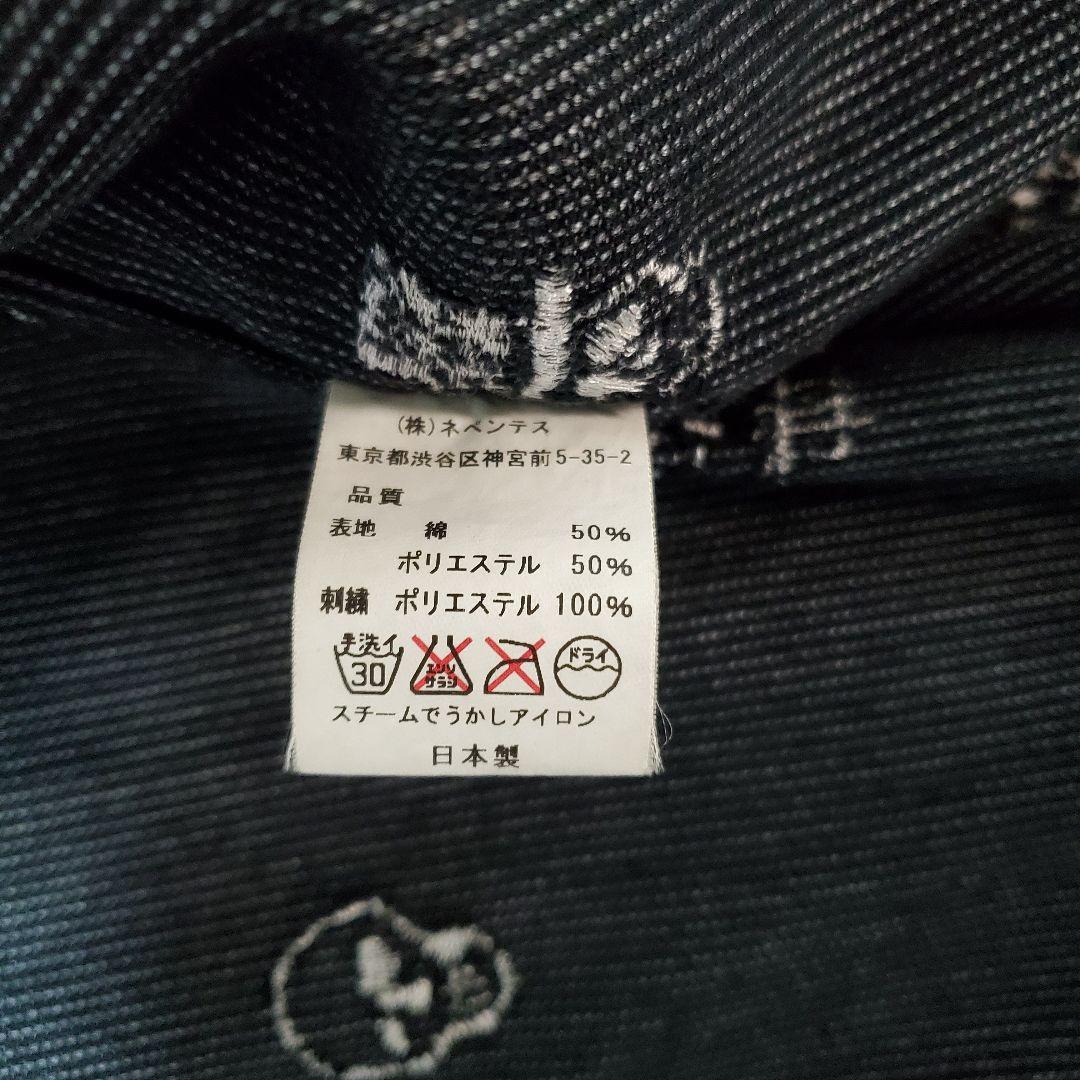 (株)ネペンテス
東京都渋谷区神宮前5-35-2
品質
表地 綿 50%
ポリエステル 50%
刺繍 ポリエステル 100%
手洗イ
30 エンソ サラシ ドライ
スチームでうかしアイロン
日本製